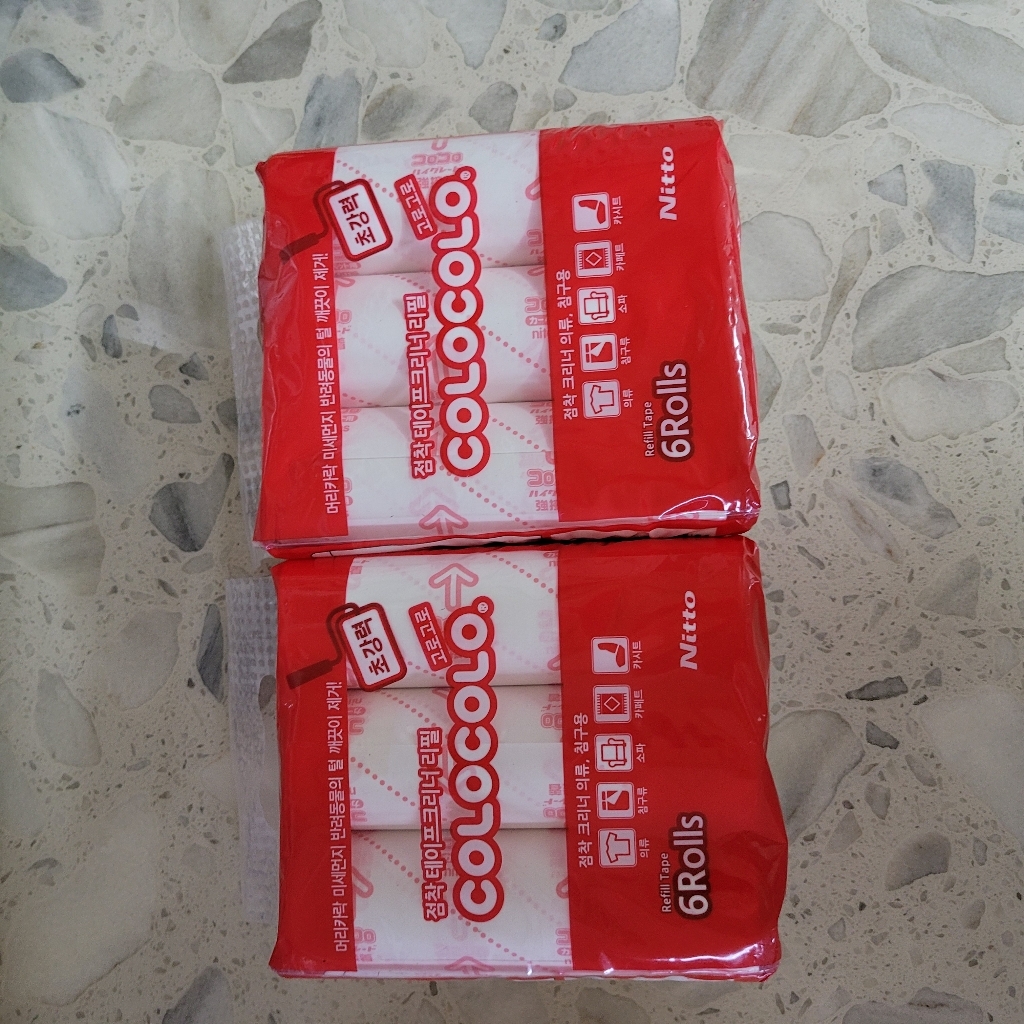 머리카락 미세먼지 반려동물의 털 깨끗이 제거!
초강력
점착 테이프크리너 리필
고로고로
COLOCOLO®
점착 크리너 의류, 침구용
의류
침구류
소파
카페트
카시트
Refill Tape
6Rolls
Nitto
머리카락 미세먼지 반려동물의 털 깨끗이 제거!
초강력
점착 테이프크리너 리필
고로고로
COLOCOLO®
점착 크리너 의류, 침구용
의류
침구류
소파
카페트
카시트
Refill Tape
6Rolls
Nitto